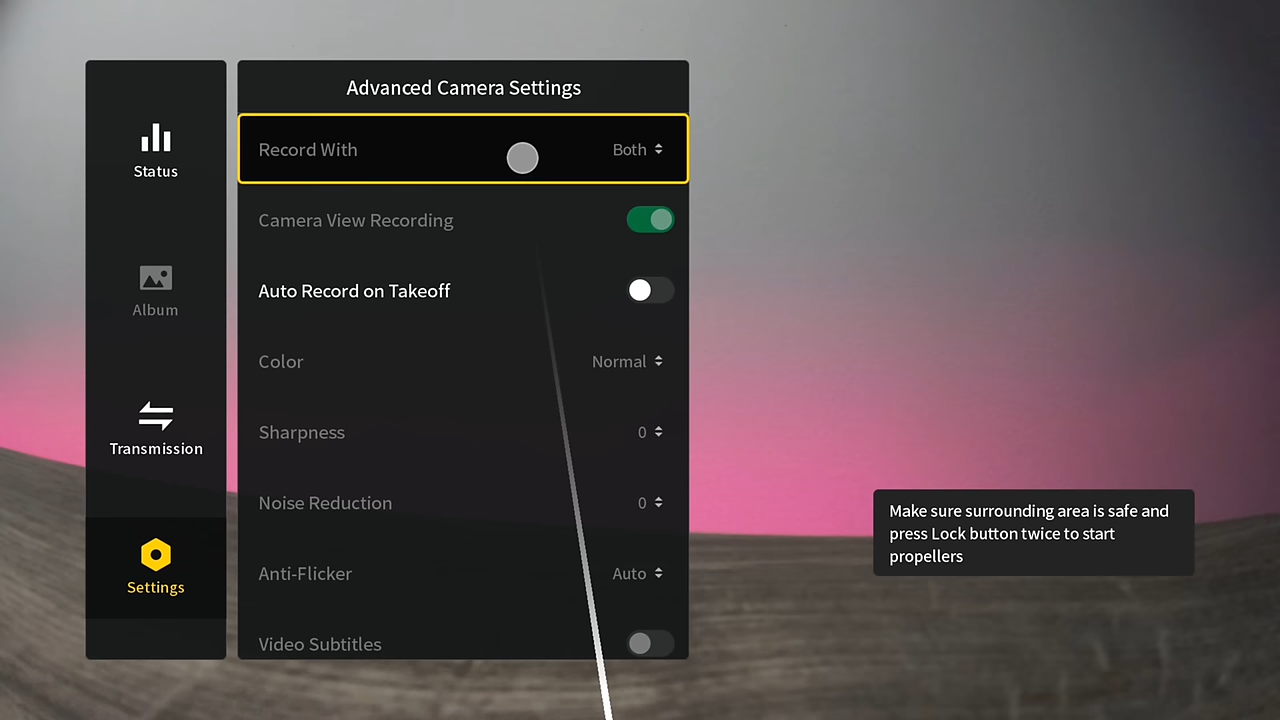 Advanced Camera Settings
Status
Album
Transmission
Settings
Record With Both
Camera View Recording
Auto Record on Takeoff
Color Normal
Sharpness 0
Noise Reduction 0
Anti-Flicker Auto
Video Subtitles
Make sure surrounding area is safe and
press Lock button twice to start
propellers